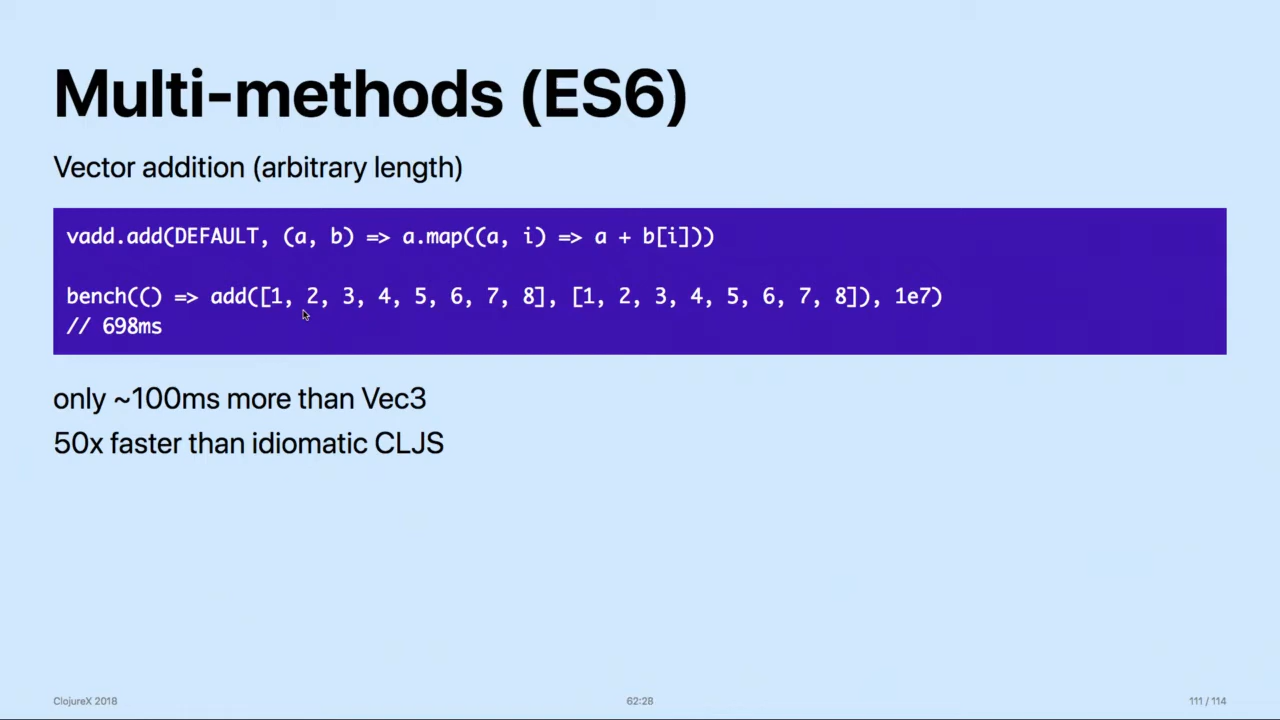 Multi-methods (ES6)
Vector addition (arbitrary length)
vadd.add(DEFAULT, (a, b) => a.map((a, i) => a + b[i]))
bench(() => add([1, 2, 3, 4, 5, 6, 7, 8], [1, 2, 3, 4, 5, 6, 7, 8]), 1e7)
// 698ms
only ~100ms more than Vec3
50x faster than idiomatic CLJS
ClojureX 2018
62:28
111 / 114